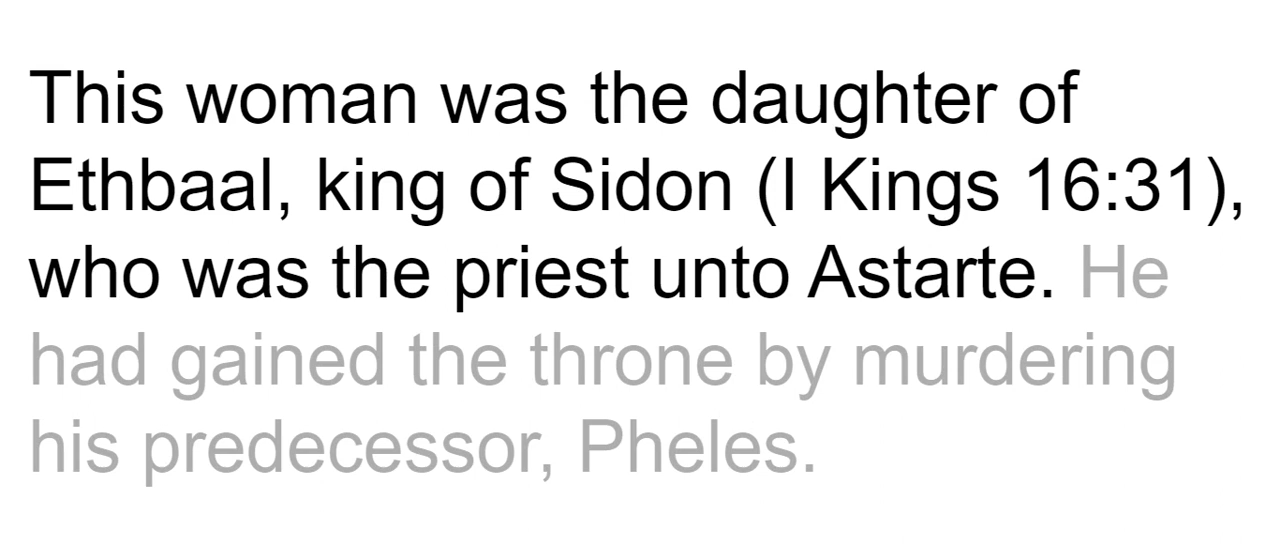 This woman was the daughter of
Ethbaal, king of Sidon (I Kings 16:31),
who was the priest unto Astarte. He
had gained the throne by murdering
his predecessor, Pheles.